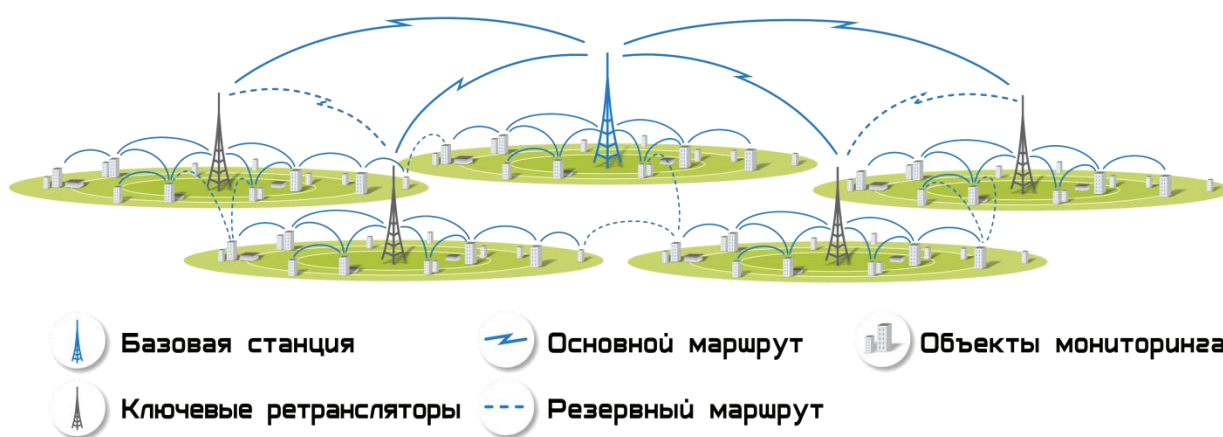 Базовая станция
Основной маршрут
Объекты мониторинга
Ключевые ретрансляторы
Резервный маршрут